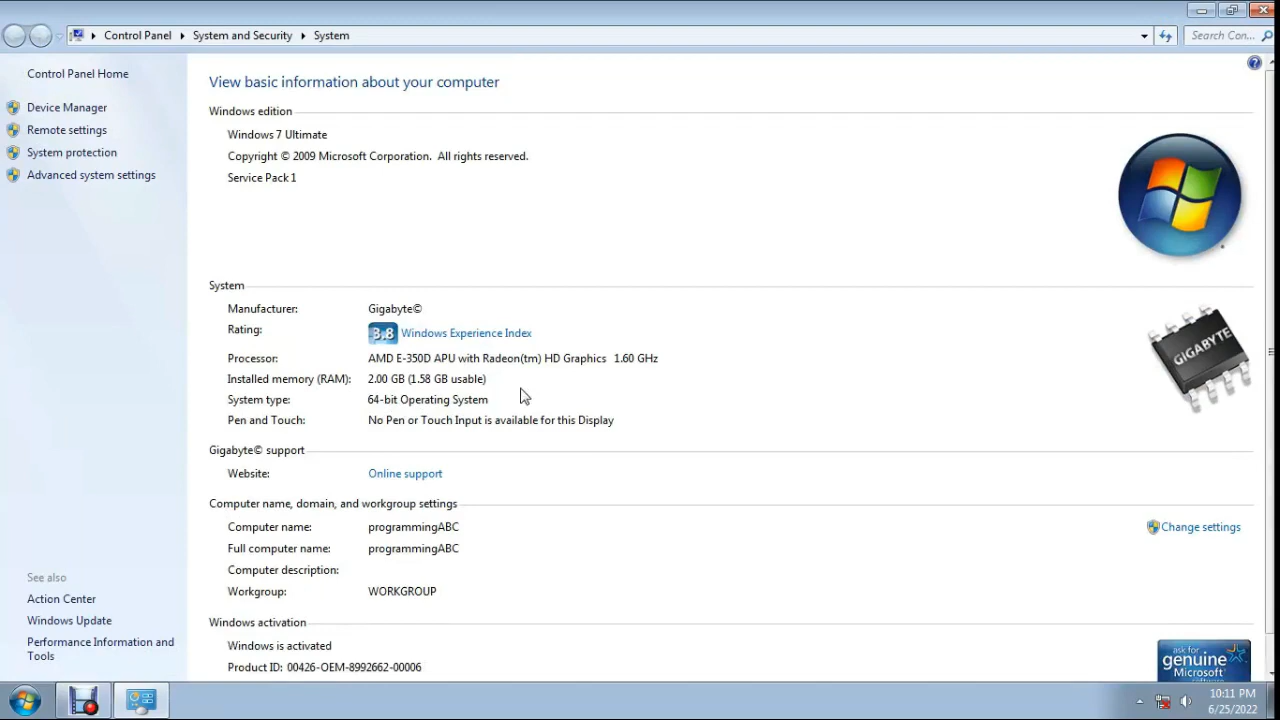 Control Panel System and Security System
Search Con...
Control Panel Home
Device Manager
Remote settings
System protection
Advanced system settings
View basic information about your computer
Windows edition
Windows 7 Ultimate
Copyright © 2009 Microsoft Corporation. All rights reserved.
Service Pack 1
System
Manufacturer: Gigabyte©
Rating: 3.8 Windows Experience Index
Processor: AMD E-350D APU with Radeon(tm) HD Graphics 1.60 GHz
Installed memory (RAM): 2.00 GB (1.58 GB usable)
System type: 64-bit Operating System
Pen and Touch: No Pen or Touch Input is available for this Display
GIGABYTE
Gigabyte© support
Website: Online support
Computer name, domain, and workgroup settings
Computer name: programmingABC
Change settings
Full computer name: programmingABC
Computer description:
Workgroup: WORKGROUP
Windows activation
Windows is activated
Product ID: 00426-OEM-8992662-00006
ask for
genuine
Microsoft
See also
Action Center
Windows Update
Performance Information and
Tools
10:11 PM
6/25/2022